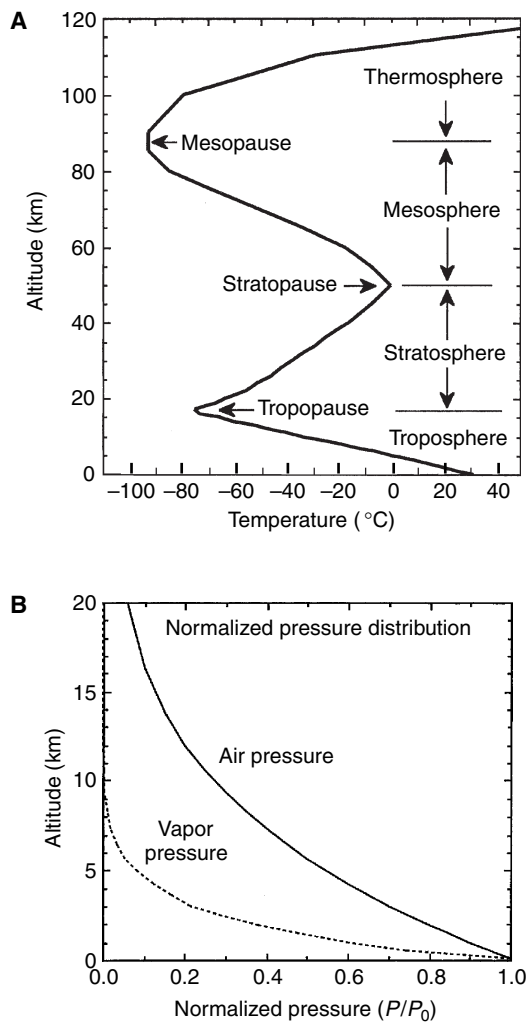 A
120
100
80
60
40
20
0
Altitude (km)
Thermosphere
Mesopause
Mesosphere
Stratopause
Stratosphere
Tropopause
Troposphere
–100 –80 –60 –40 –20 0 20 40
Temperature (°C)
B
20
15
10
5
0
Altitude (km)
Normalized pressure distribution
Air pressure
Vapor
pressure
0.0 0.2 0.4 0.6 0.8 1.0
Normalized pressure (P/P₀)